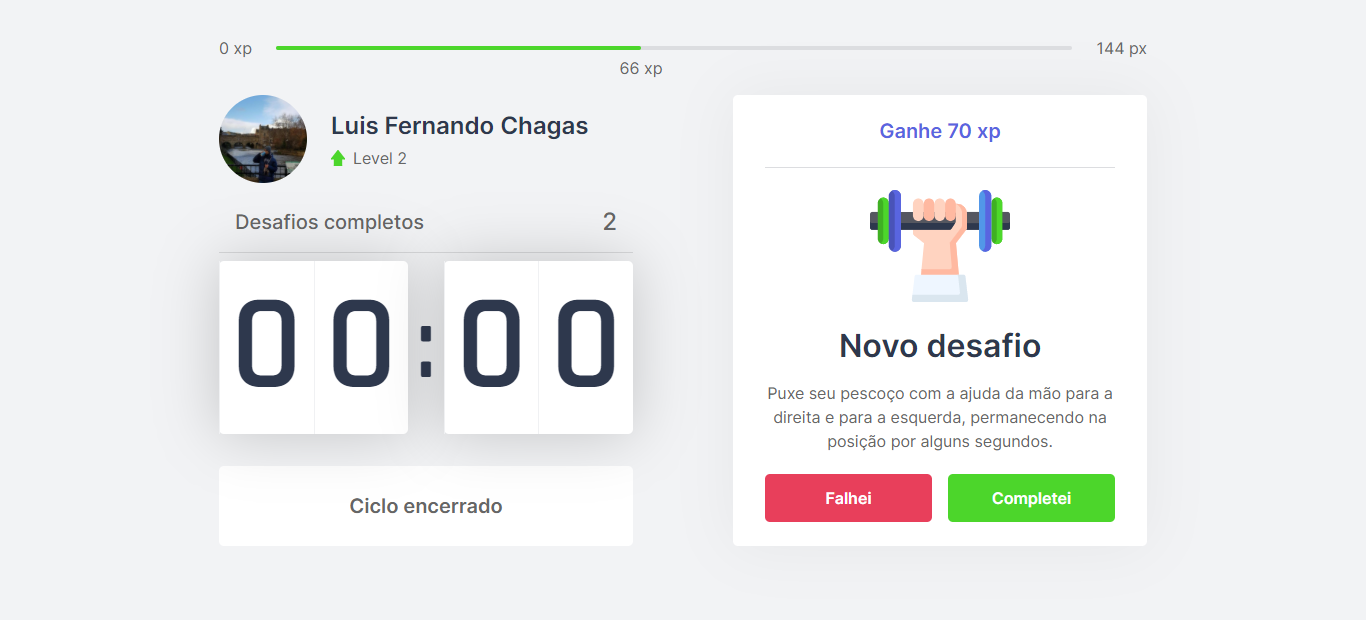 0 xp
144 px
66 xp
Luis Fernando Chagas
Level 2
Desafios completos 2
00:00
Ciclo encerrado
Ganhe 70 xp
Novo desafio
Puxe seu pescoço com a ajuda da mão para a
direita e para a esquerda, permanecendo na
posição por alguns segundos.
Falhei
Completei